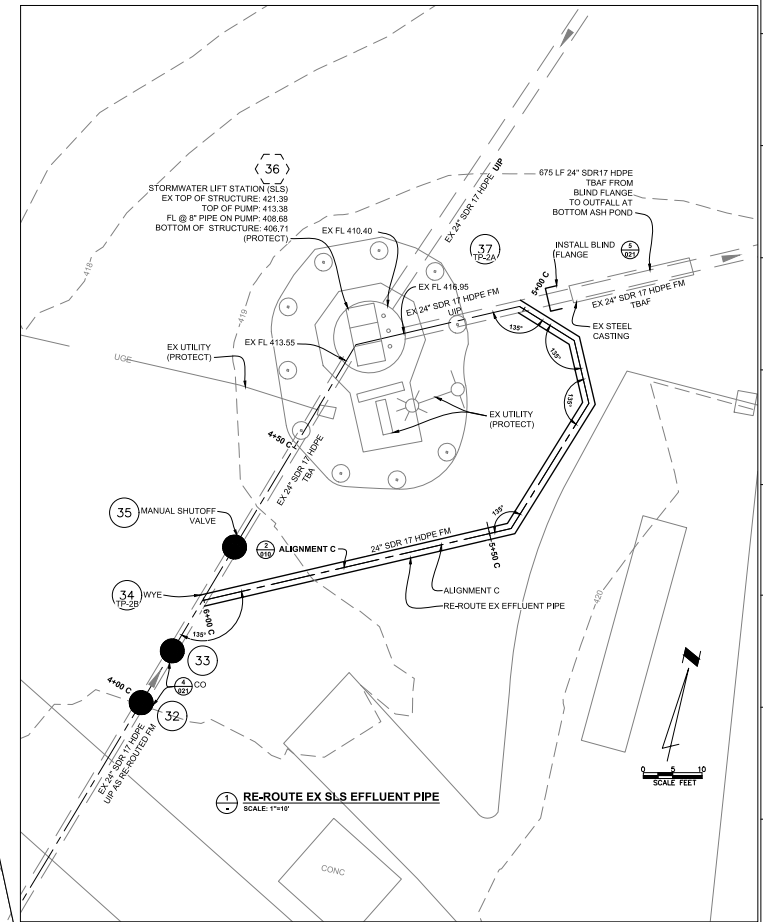 36
STORMWATER LIFT STATION (SLS)
EX TOP OF STRUCTURE: 421.39
TOP OF PUMP: 413.38
FL @ 8" PIPE ON PUMP: 408.68
BOTTOM OF STRUCTURE: 406.71
(PROTECT)
EX FL 410.40
EX 24" SDR 17 HDPE UIP
675 LF 24" SDR17 HDPE
TBAF FROM
BLIND FLANGE
TO OUTFALL AT
BOTTOM ASH POND
37
TP-2A
INSTALL BLIND
FLANGE
5
021
418
419
EX FL 416.95
5+00 C
EX 24" SDR 17 HDPE FM
UIP
EX 24" SDR 17 HDPE FM
TBAF
EX STEEL
CASTING
135°
135°
135°
EX FL 413.55
EX UTILITY
(PROTECT)
UGE
EX UTILITY
(PROTECT)
4+50 C
EX 24" SDR 17 HDPE
TBA
35
MANUAL SHUTOFF
VALVE
2
010
ALIGNMENT C
24" SDR 17 HDPE FM
135°
5+50 C
34
TP-2B
WYE
ALIGNMENT C
RE-ROUTE EX EFFLUENT PIPE
420
6+00 C
135°
33
4
021
CO
4+00 C
32
EX 24" SDR 17 HDPE
UIP AS RE-ROUTED FM
N
0 5 10
SCALE FEET
1
-
RE-ROUTE EX SLS EFFLUENT PIPE
SCALE: 1"=10'
CONC